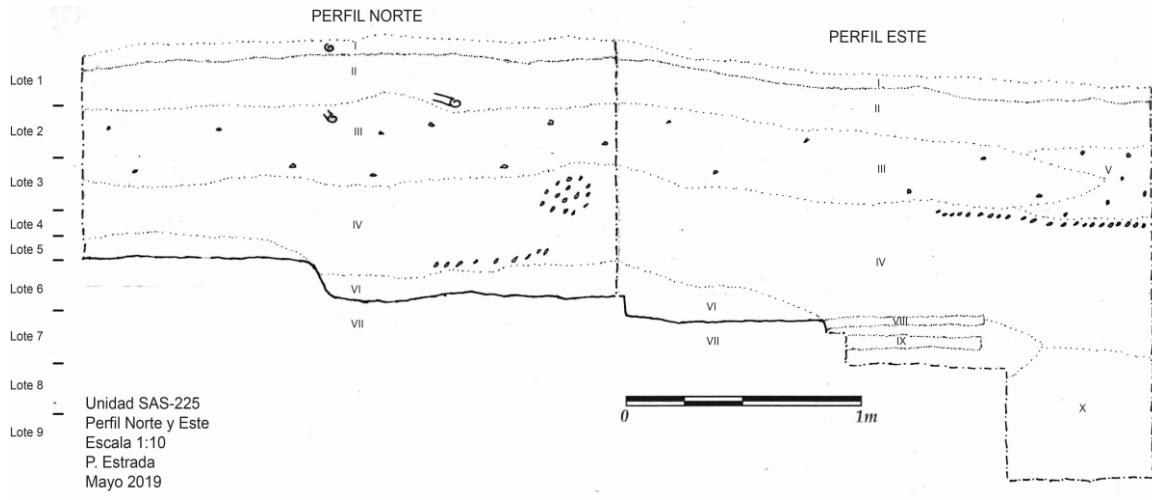 PERFIL NORTE
PERFIL ESTE
Lote 1
Lote 2
Lote 3
Lote 4
Lote 5
Lote 6
Lote 7
Lote 8
Lote 9
I
II
III
IV
VI
VII
I
II
III
V
IV
VI
VII
VIII
IX
X
0
1m
Unidad SAS-225
Perfil Norte y Este
Escala 1:10
P. Estrada
Mayo 2019